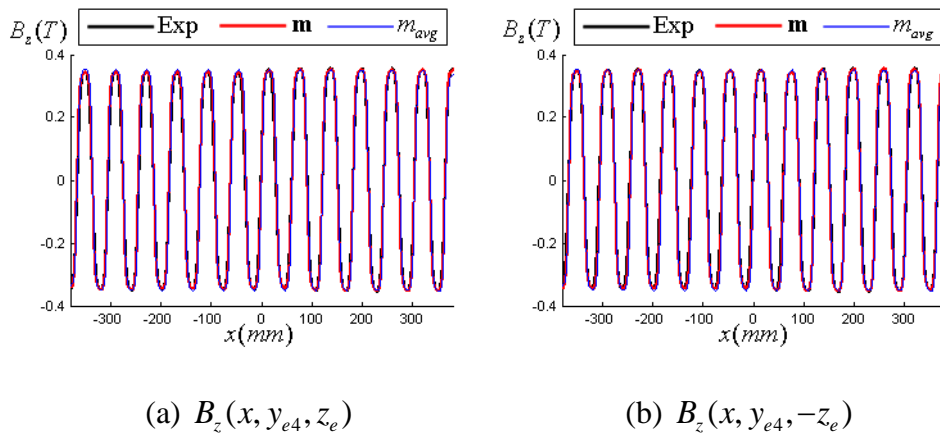 B_z(T) Exp m m_avg
0.4
0.2
0
-0.2
-0.4
-300 -200 -100 0 100 200 300
x(mm)
(a) B_z(x, y_e4, z_e)
B_z(T) Exp m m_avg
0.4
0.2
0
-0.2
-0.4
-300 -200 -100 0 100 200 300
x(mm)
(b) B_z(x, y_e4, −z_e)